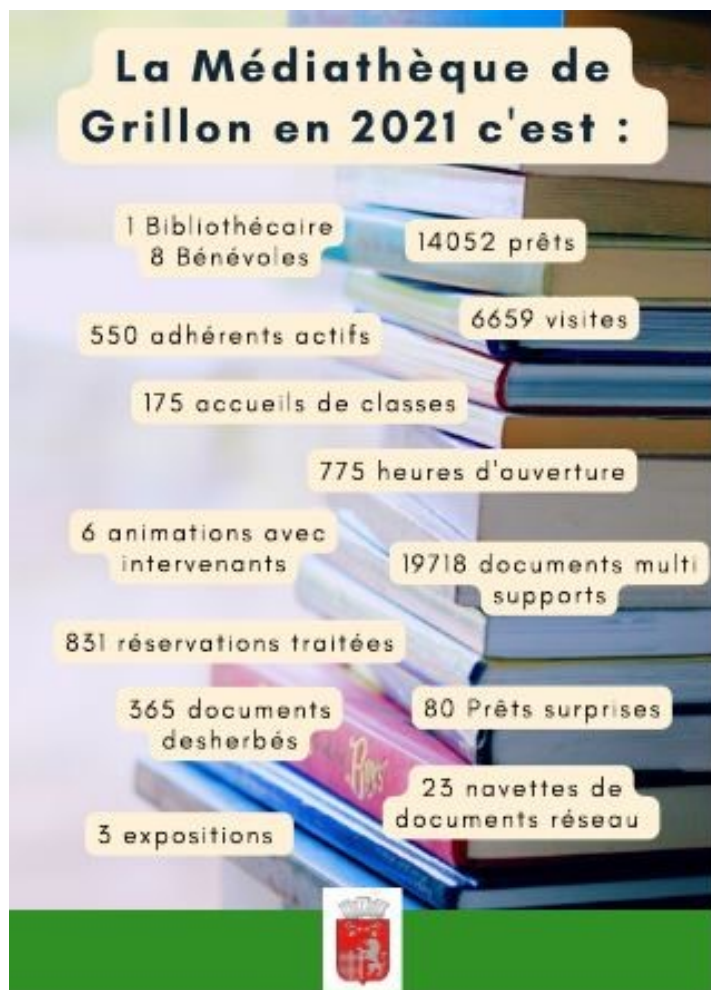 La Médiathèque de
Grillon en 2021 c'est :
1 Bibliothécaire
8 Bénévoles
14052 prêts
6659 visites
550 adhérents actifs
175 accueils de classes
775 heures d'ouverture
6 animations avec
intervenants
19718 documents multi
supports
831 réservations traitées
365 documents
desherbés
80 Prêts surprises
23 navettes de
documents réseau
3 expositions